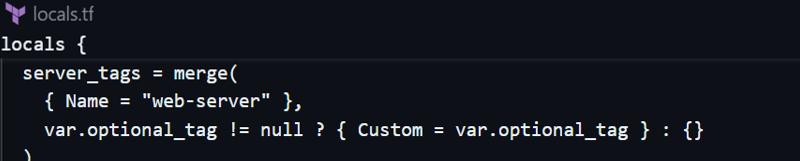 locals.tf
locals {
  server_tags = merge(
    { Name = "web-server" },
    var.optional_tag != null ? { Custom = var.optional_tag } : {}
  )